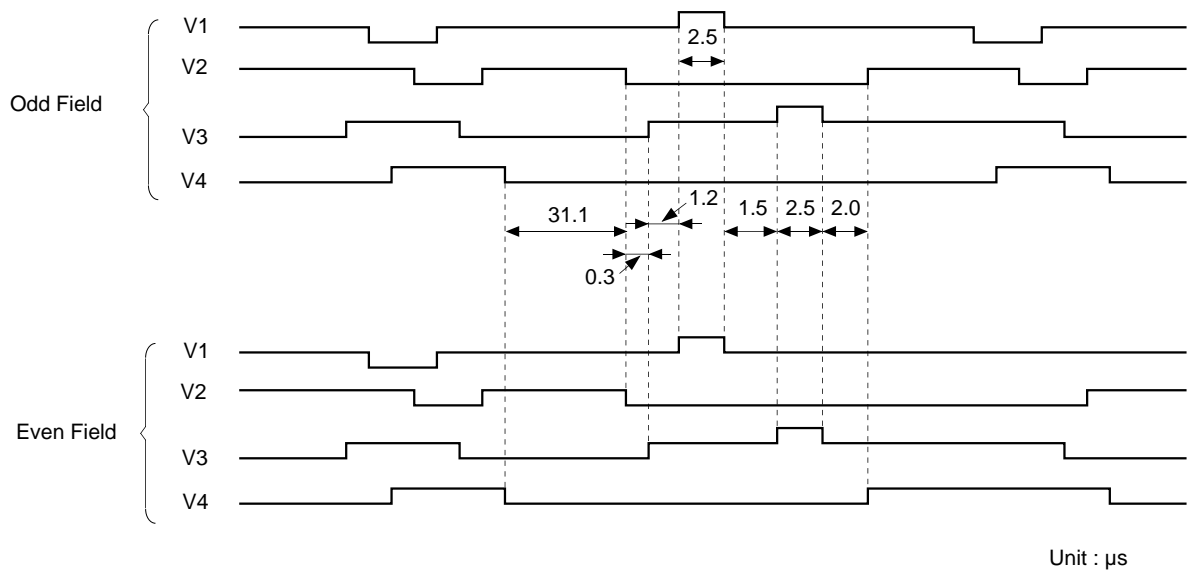 V1
2.5
V2
Odd Field
V3
V4
1.2
31.1
1.5
2.5
2.0
0.3
V1
V2
Even Field
V3
V4
Unit : μs